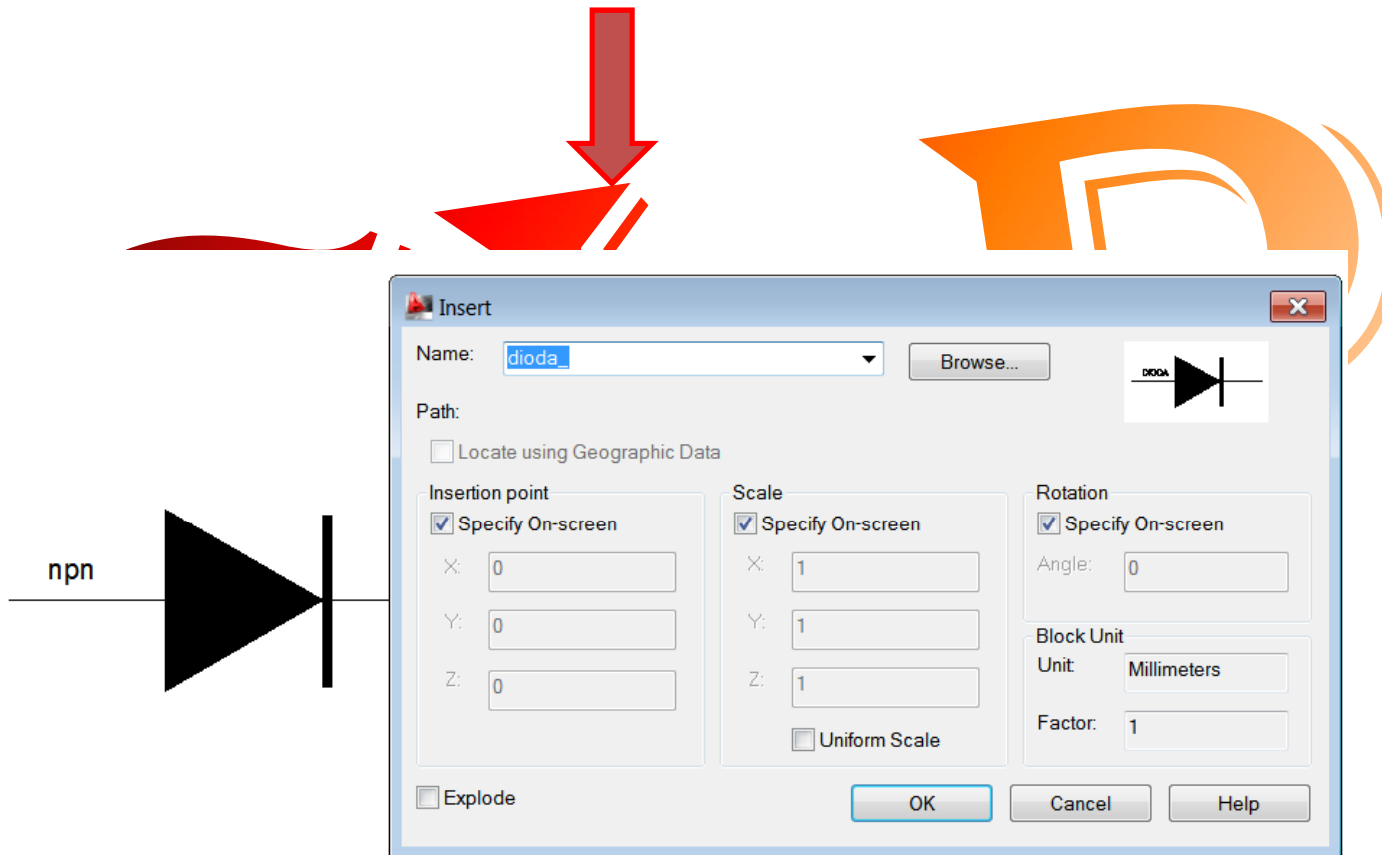 Insert
Name: dioda_ Browse...
DIODA
Path:
Locate using Geographic Data
Insertion point Scale Rotation
Specify On-screen Specify On-screen Specify On-screen
npn
X: 0 X: 1 Angle: 0
Y: 0 Y: 1
Block Unit
Unit: Millimeters
Z: 0 Z: 1
Factor: 1
Uniform Scale
Explode OK Cancel Help